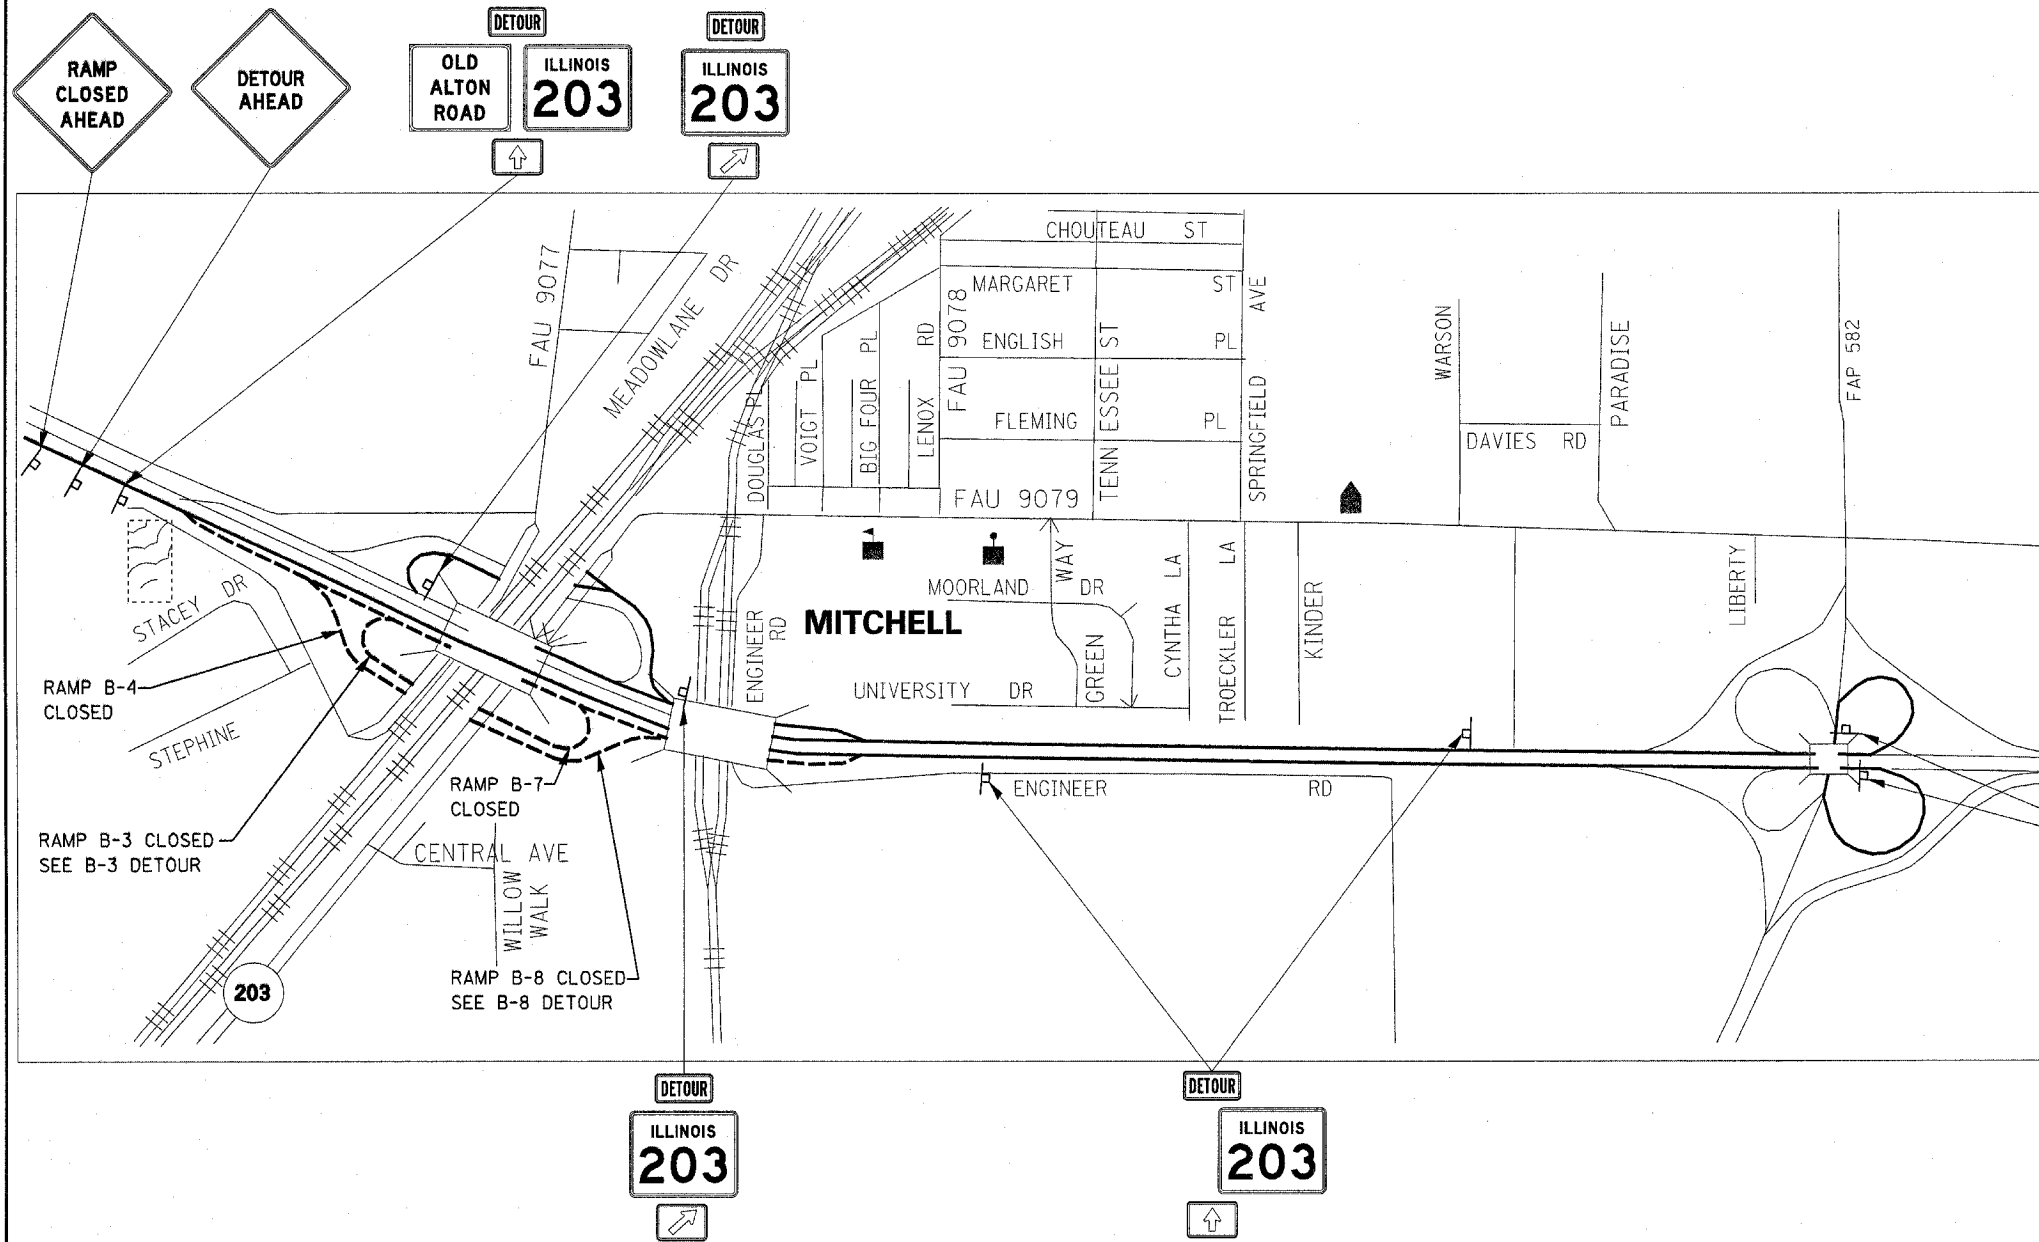 RAMP
CLOSED
AHEAD
DETOUR
AHEAD
DETOUR
OLD
ALTON
ROAD
ILLINOIS
203
DETOUR
ILLINOIS
203
FAU 9077
MEADOWLANE DR
CHOUTEAU ST
MARGARET ST
ENGLISH PL
FLEMING PL
FAU 9079
FAU 9078
DOUGLAS PL
VOIGT PL
BIG FOUR PL
LENOX RD
TENN ESSEE ST
SPRINGFIELD AVE
WARSON
DAVIES RD
PARADISE
FAP 582
STACEY DR
STEPHINE
RAMP B-4
CLOSED
RAMP B-3 CLOSED
SEE B-3 DETOUR
RAMP B-7
CLOSED
RAMP B-8 CLOSED
SEE B-8 DETOUR
CENTRAL AVE
WILLOW
WALK
203
ENGINEER
RD
MITCHELL
MOORLAND DR
UNIVERSITY DR
GREEN WAY
CYNTHA LA
TROECKLER LA
KINDER
LIBERTY
ENGINEER RD
DETOUR
ILLINOIS
203
DETOUR
ILLINOIS
203